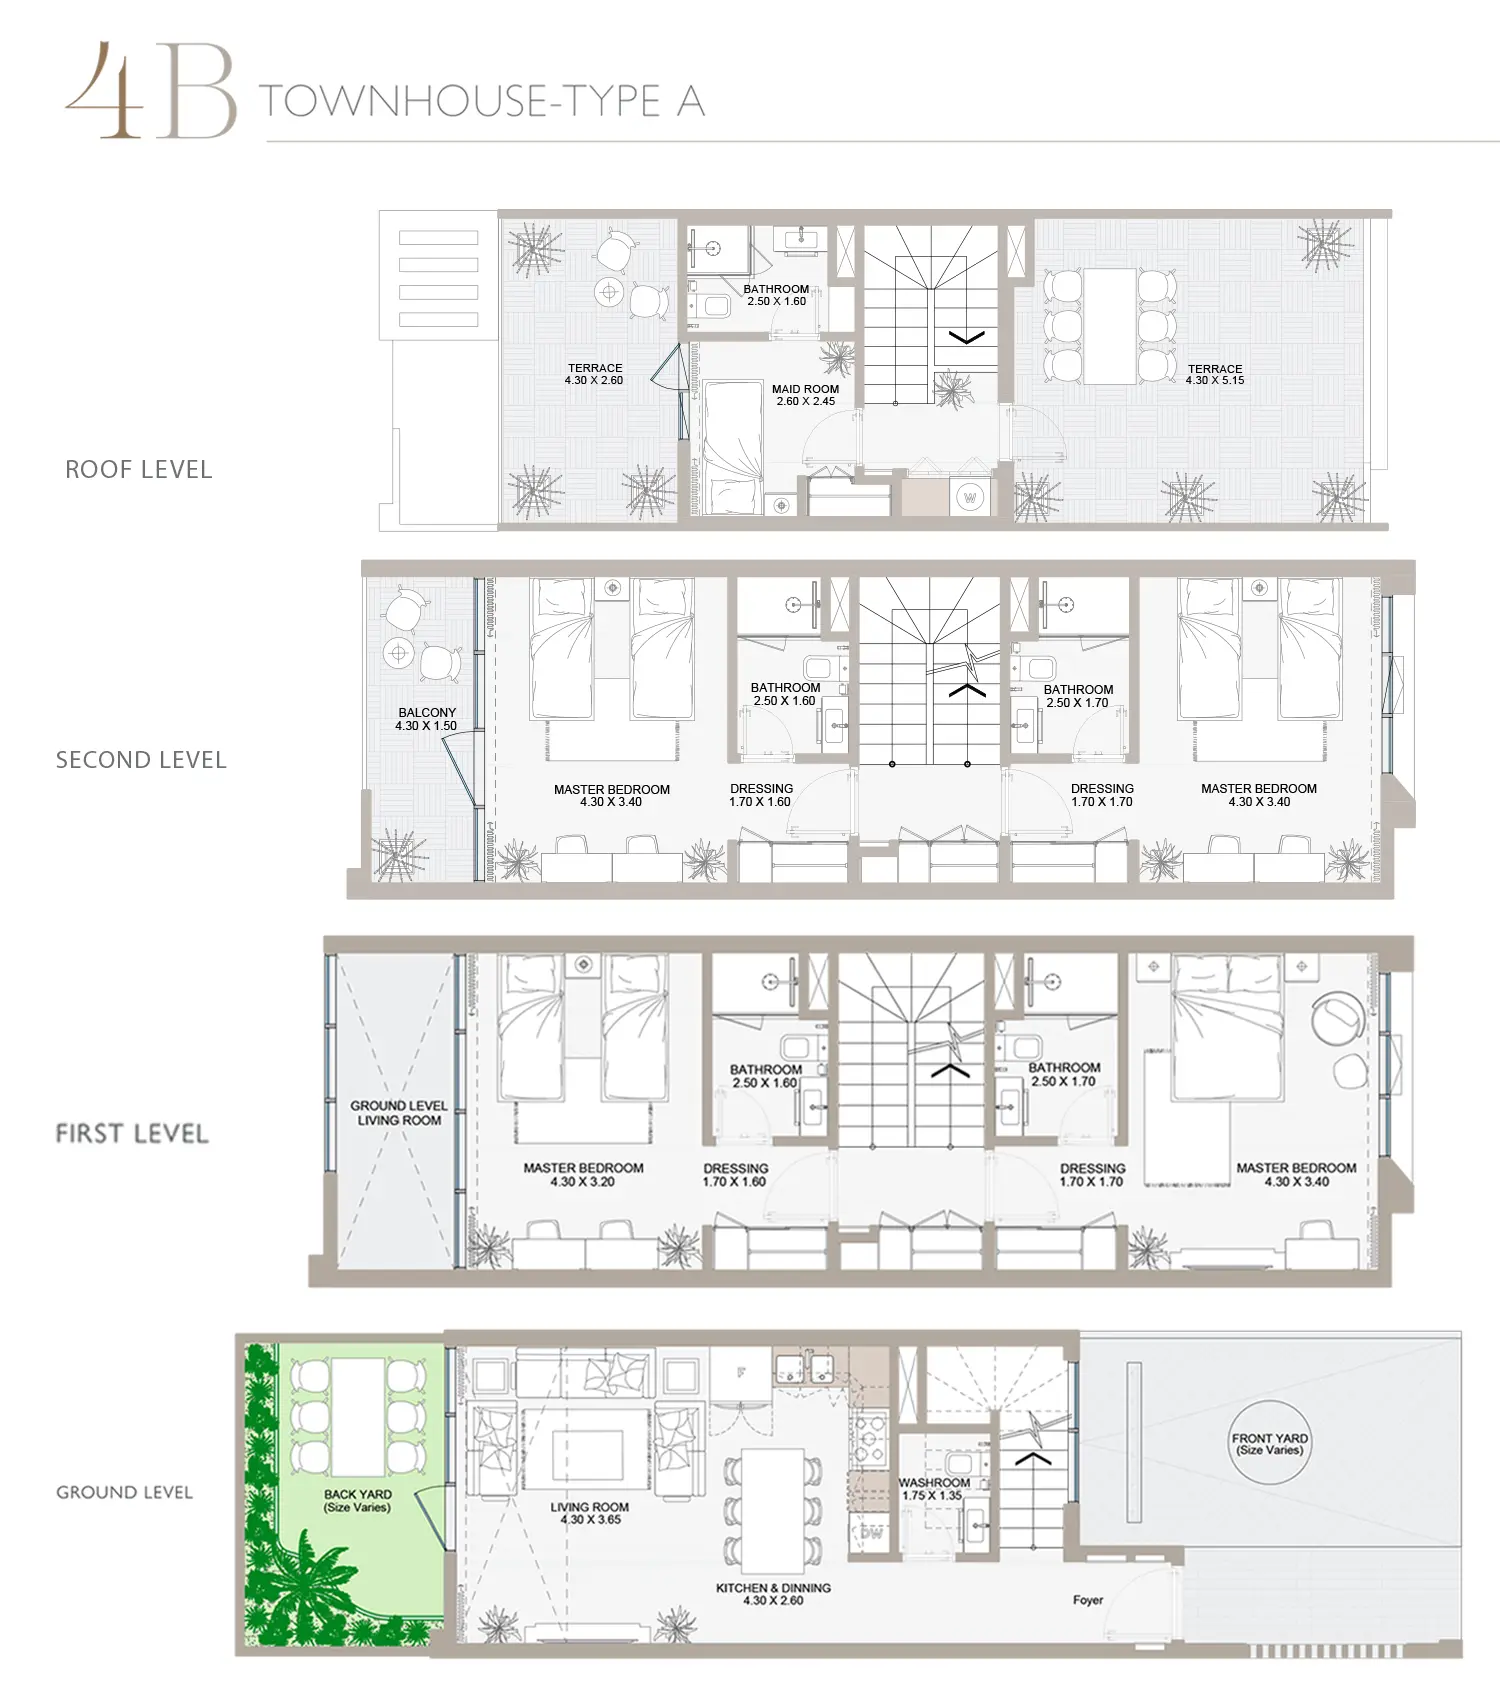 4B TOWNHOUSE-TYPE A
ROOF LEVEL
TERRACE
4.30 X 2.60
BATHROOM
2.50 X 1.60
MAID ROOM
2.60 X 2.45
W
TERRACE
4.30 X 5.15
SECOND LEVEL
BALCONY
4.30 X 1.50
MASTER BEDROOM
4.30 X 3.40
BATHROOM
2.50 X 1.60
DRESSING
1.70 X 1.60
BATHROOM
2.50 X 1.70
DRESSING
1.70 X 1.70
MASTER BEDROOM
4.30 X 3.40
FIRST LEVEL
GROUND LEVEL
LIVING ROOM
MASTER BEDROOM
4.30 X 3.20
BATHROOM
2.50 X 1.60
DRESSING
1.70 X 1.60
BATHROOM
2.50 X 1.70
DRESSING
1.70 X 1.70
MASTER BEDROOM
4.30 X 3.40
GROUND LEVEL
BACK YARD
(Size Varies)
LIVING ROOM
4.30 X 3.65
F
DW
KITCHEN & DINNING
4.30 X 2.60
WASHROOM
1.75 X 1.35
Foyer
FRONT YARD
(Size Varies)